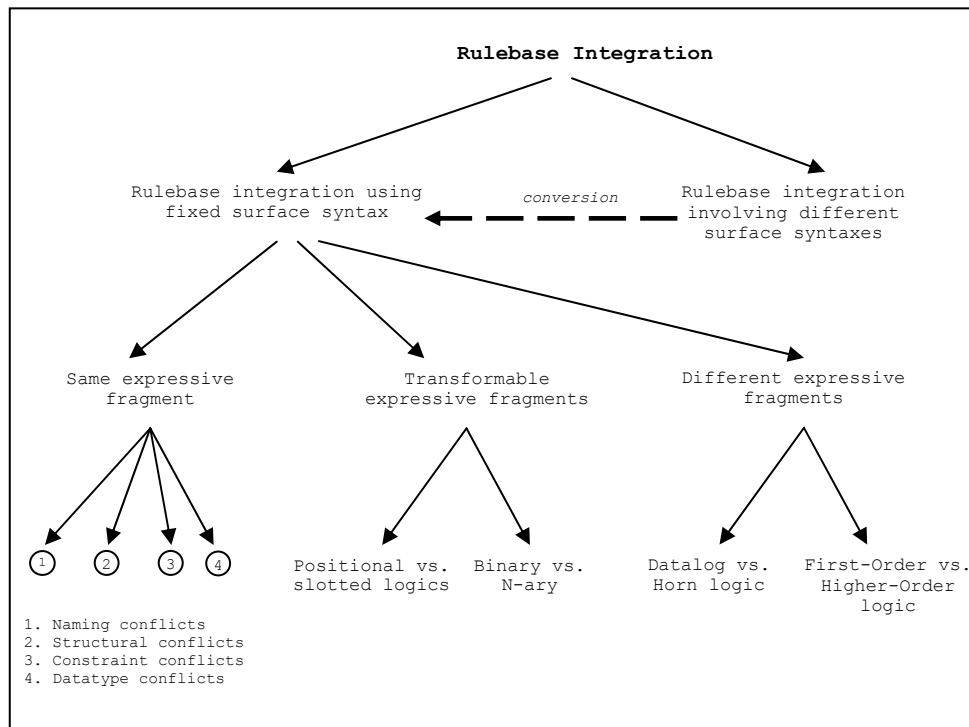 Rulebase Integration
Rulebase integration using
fixed surface syntax
conversion
Rulebase integration
involving different
surface syntaxes
Same expressive
fragment
Transformable
expressive fragments
Different expressive
fragments
1
2
3
4
Positional vs.
slotted logics
Binary vs.
N-ary
Datalog vs.
Horn logic
First-Order vs.
Higher-Order
logic
1. Naming conflicts
2. Structural conflicts
3. Constraint conflicts
4. Datatype conflicts